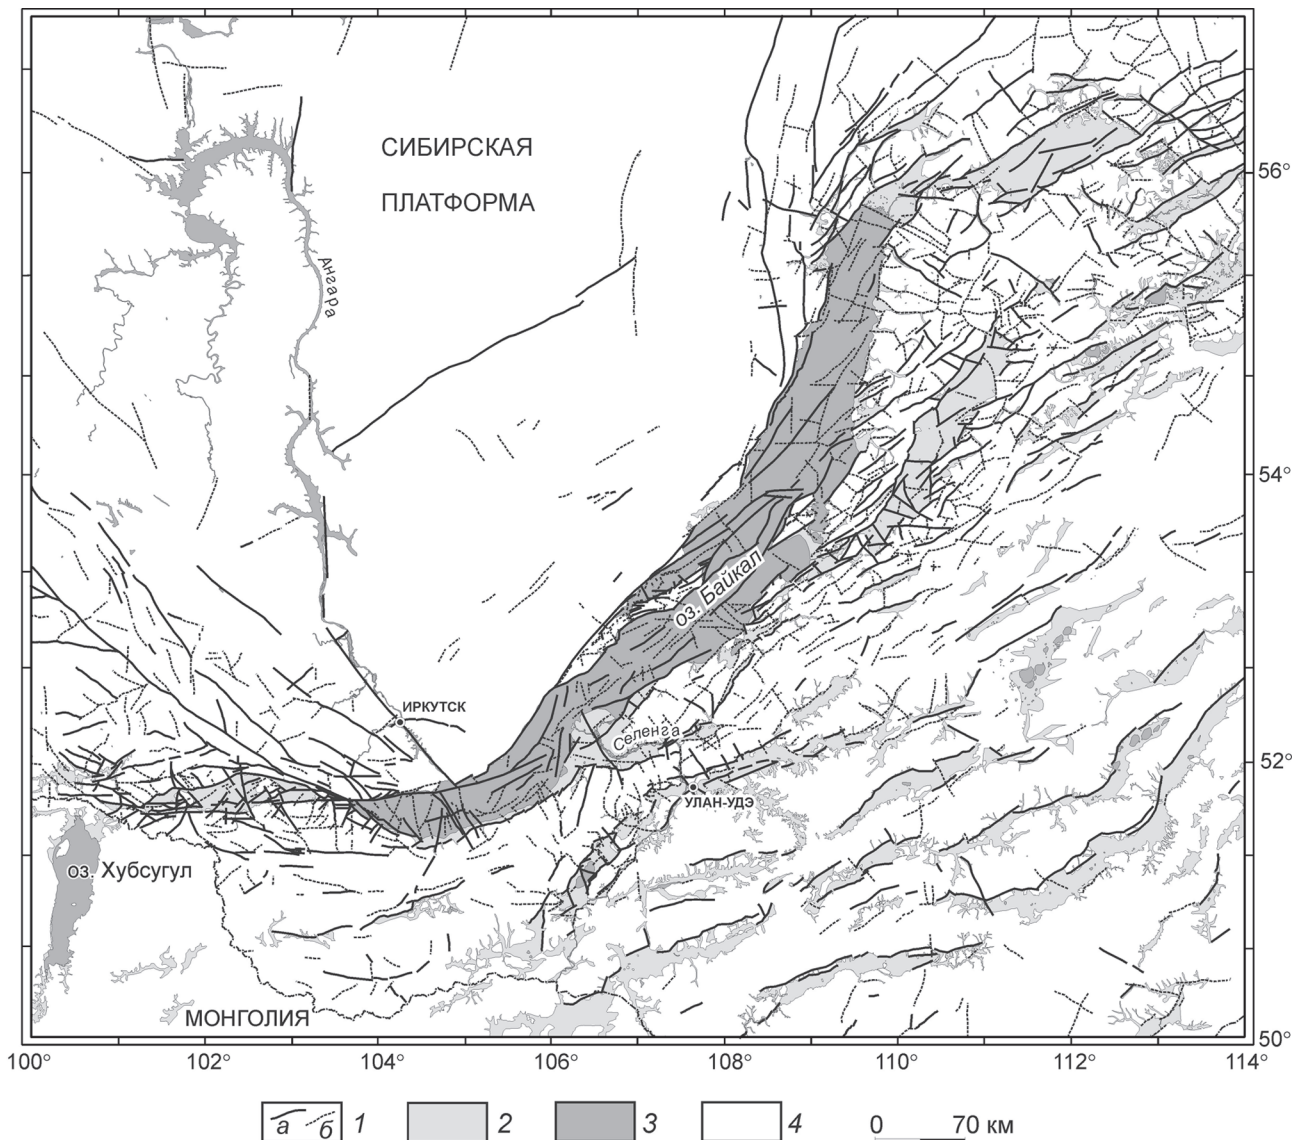 СИБИРСКАЯ
ПЛАТФОРМА
Ангара
56°
54°
оз. Байкал
ИРКУТСК
Селенга
52°
УЛАН-УДЭ
оз. Хубсугул
МОНГОЛИЯ
50°
100° 102° 104° 106° 108° 110° 112° 114°
а б 1 2 3 4 0 70 км